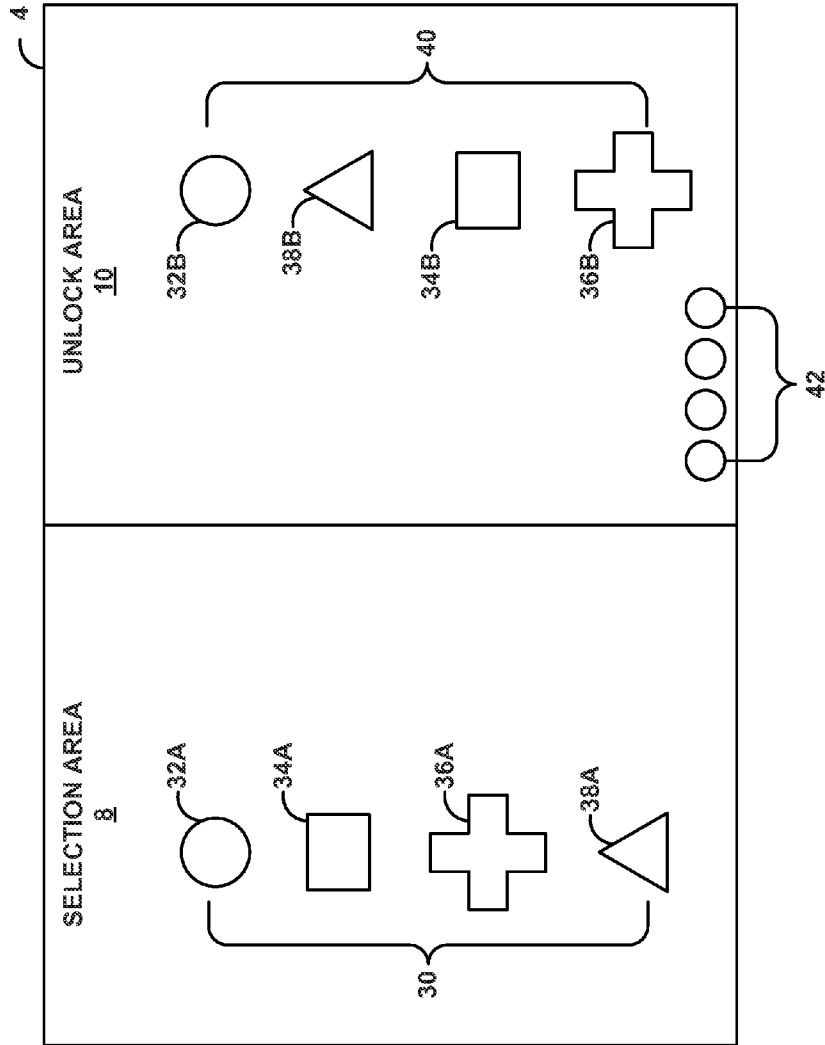 4
SELECTION AREA
8
32A
34A
36A
38A
30
UNLOCK AREA
10
32B
38B
34B
36B
40
42